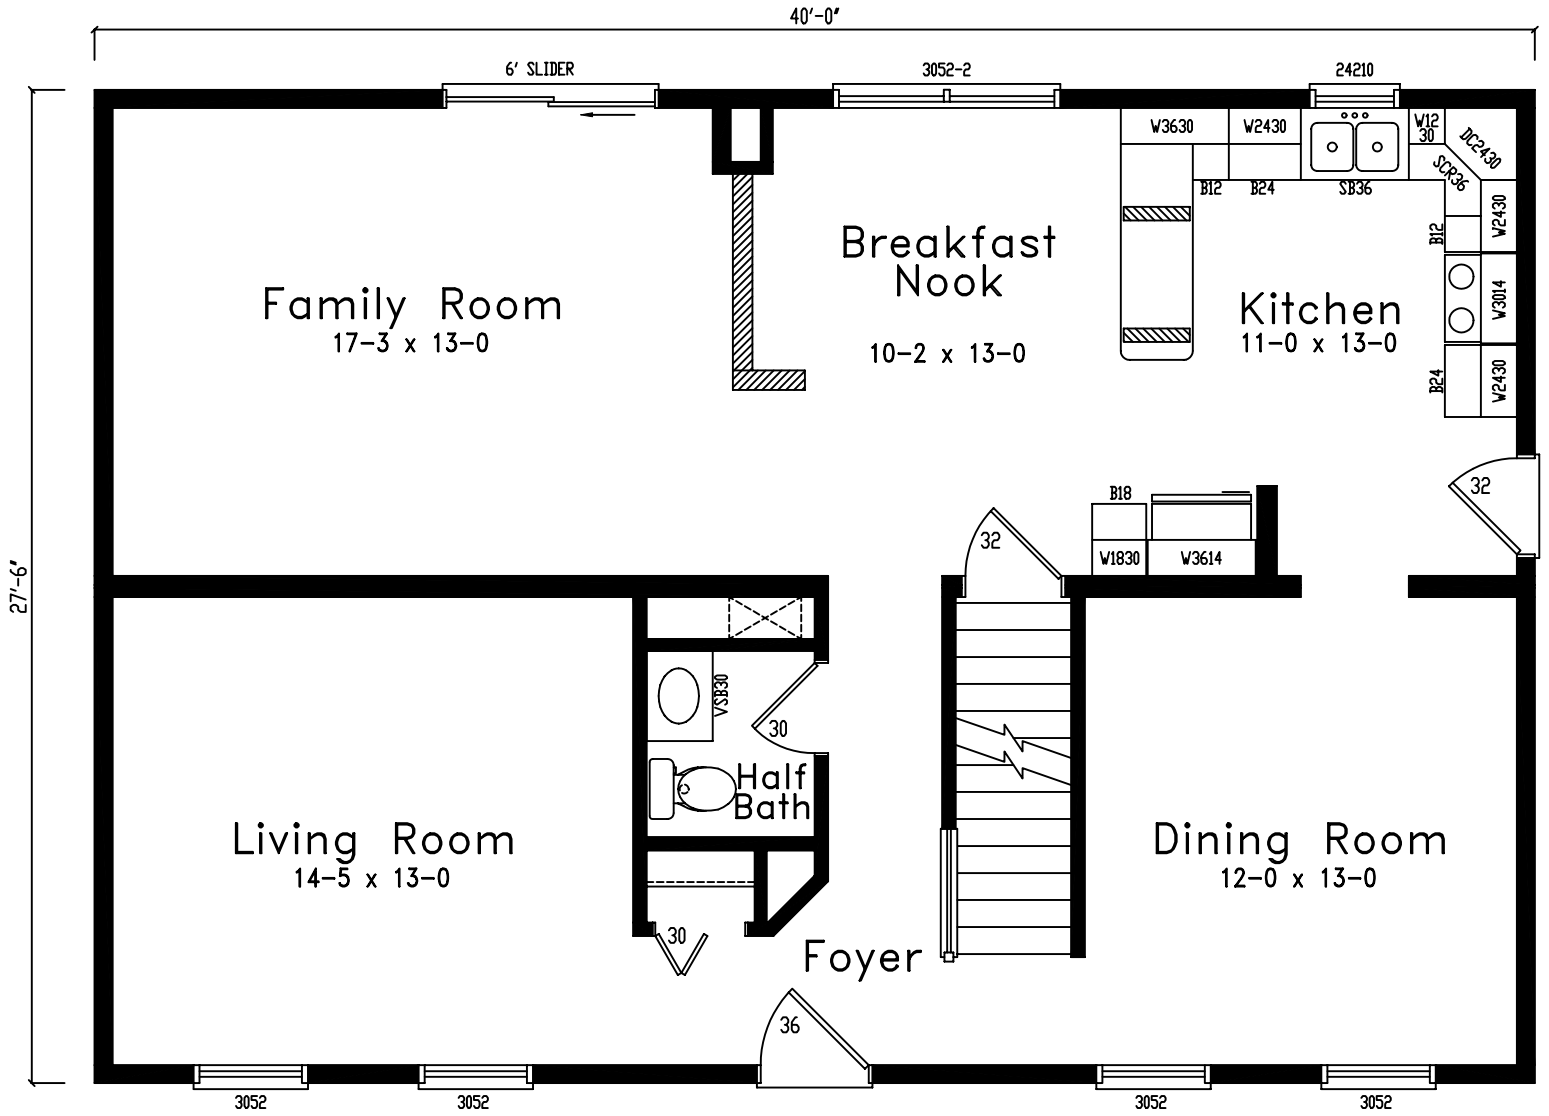 40'-0"
6' SLIDER
3052-2
24210
W3630
W2430
W12
30
DC2430
SCR36
B12
B24
SB36
W2430
B12
Breakfast
Nook
10-2 x 13-0
Family Room
17-3 x 13-0
Kitchen
11-0 x 13-0
W3014
B24
W2430
32
B18
32
W1830
W3614
27'-6"
VSB30
30
Half
Bath
Living Room
14-5 x 13-0
Dining Room
12-0 x 13-0
30
Foyer
36
3052
3052
3052
3052